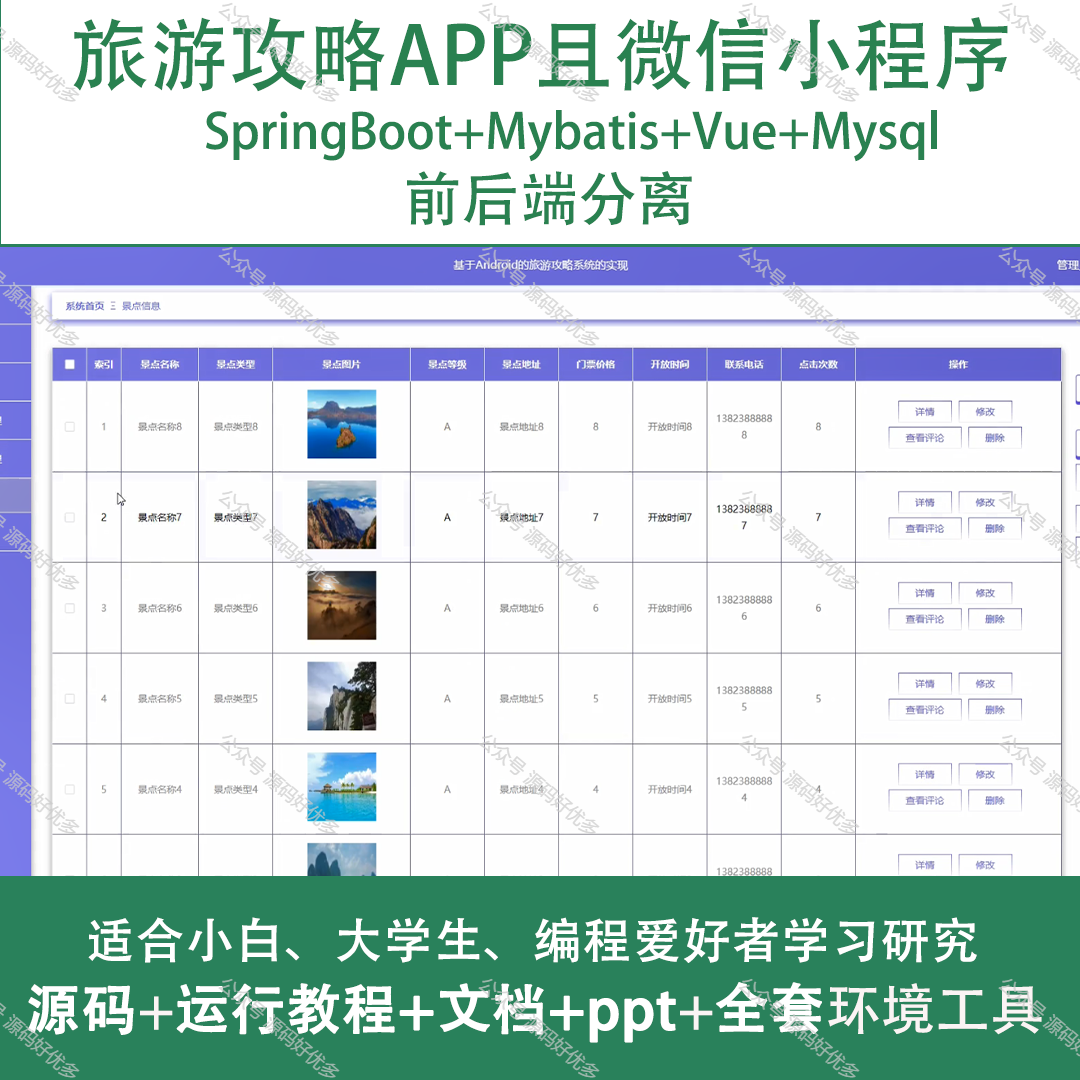 旅游攻略APP且微信小程序
SpringBoot+Mybatis+Vue+Mysql
前后端分离
基于Android的旅游攻略系统的实现
管理
系统首页 Ξ 景点信息
索引 景点名称 景点类型 景点图片 景点等级 景点地址 门票价格 开放时间 联系电话 点击次数 操作
1 景点名称8 景点类型8 A 景点地址8 8 开放时间8 13823888888 8 详情 修改 查看评论 删除
2 景点名称7 景点类型7 A 景点地址7 7 开放时间7 13823888887 7 详情 修改 查看评论 删除
3 景点名称6 景点类型6 A 景点地址6 6 开放时间6 13823888886 6 详情 修改 查看评论 删除
4 景点名称5 景点类型5 A 景点地址5 5 开放时间5 13823888885 5 详情 修改 查看评论 删除
5 景点名称4 景点类型4 A 景点地址4 4 开放时间4 13823888884 4 详情 修改 查看评论 删除
1382388888 详情 修改
适合小白、大学生、编程爱好者学习研究
源码+运行教程+文档+ppt+全套环境工具
公众号 源码好优多